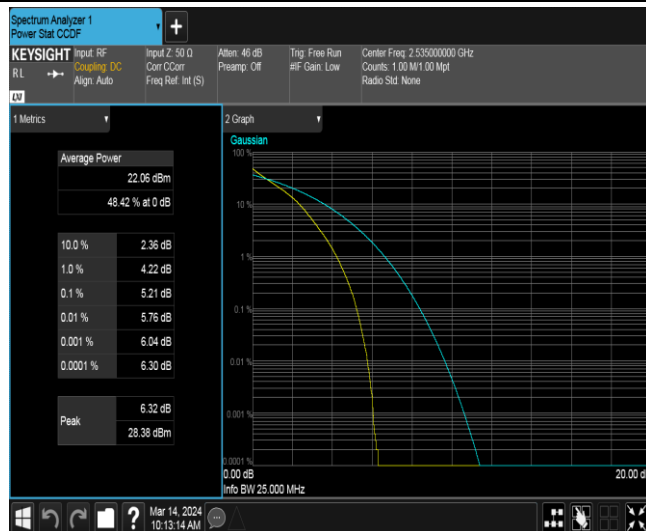 Spectrum Analyzer 1
Power Stat CCDF
KEYSIGHT
RL
Input: RF
Coupling: DC
Align: Auto
Input Z: 50 Ω
Corr CCorr
Freq Ref: Int (S)
Atten: 46 dB
Preamp: Off
Trig: Free Run
#IF Gain: Low
Center Freq: 2.535000000 GHz
Counts: 1.00 M/1.00 Mpt
Radio Std: None
LXI
1 Metrics
Average Power
22.06 dBm
48.42 % at 0 dB
10.0 % 2.36 dB
1.0 % 4.22 dB
0.1 % 5.21 dB
0.01 % 5.76 dB
0.001 % 6.04 dB
0.0001 % 6.30 dB
Peak
6.32 dB
28.38 dBm
2 Graph
Gaussian
100 %
10 %
1 %
0.1 %
0.01 %
0.001 %
0.0001 %
0.00 dB
20.00 d
Info BW 25.000 MHz
?
Mar 14, 2024
10:13:14 AM